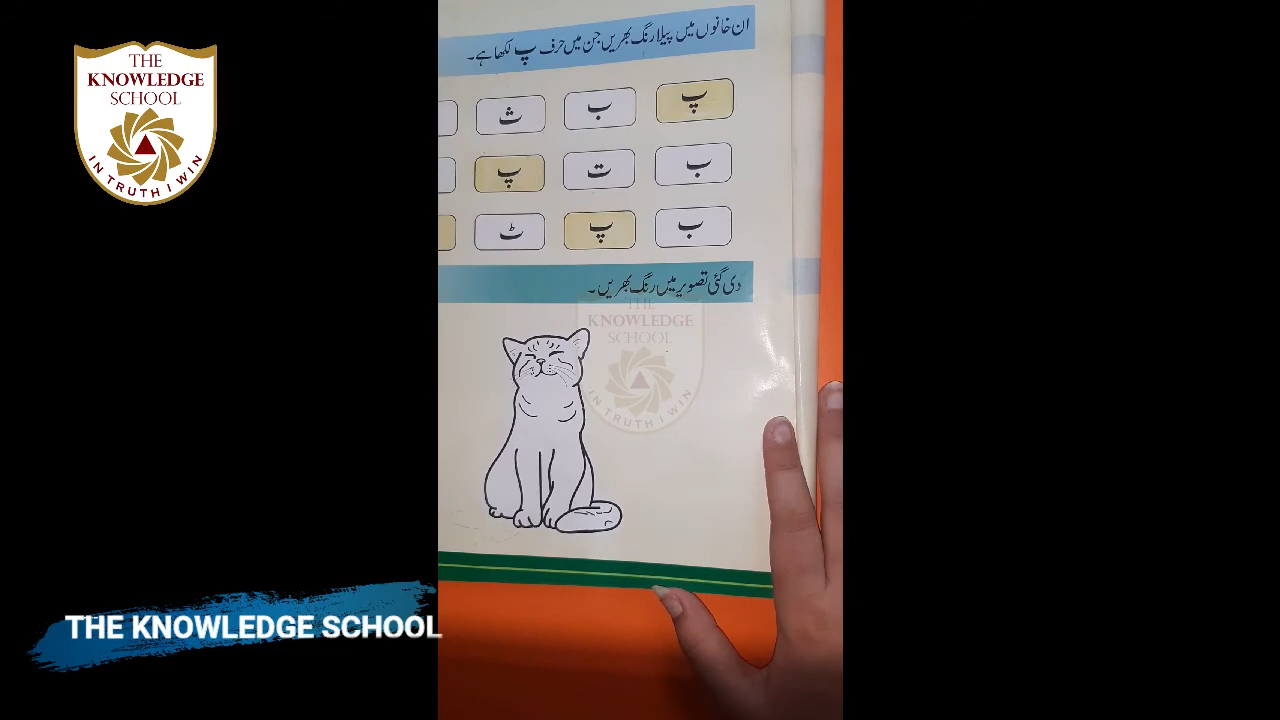 THE
KNOWLEDGE
SCHOOL
IN TRUTH I WIN
ان خانوں میں پیلا رنگ بھریں جن میں حرف پ لکھا ہے۔
پ ب ث
ب ت پ
ب پ ٹ
دی گئی تصویر میں رنگ بھریں۔
THE
KNOWLEDGE
SCHOOL
IN TRUTH I WIN
THE KNOWLEDGE SCHOOL